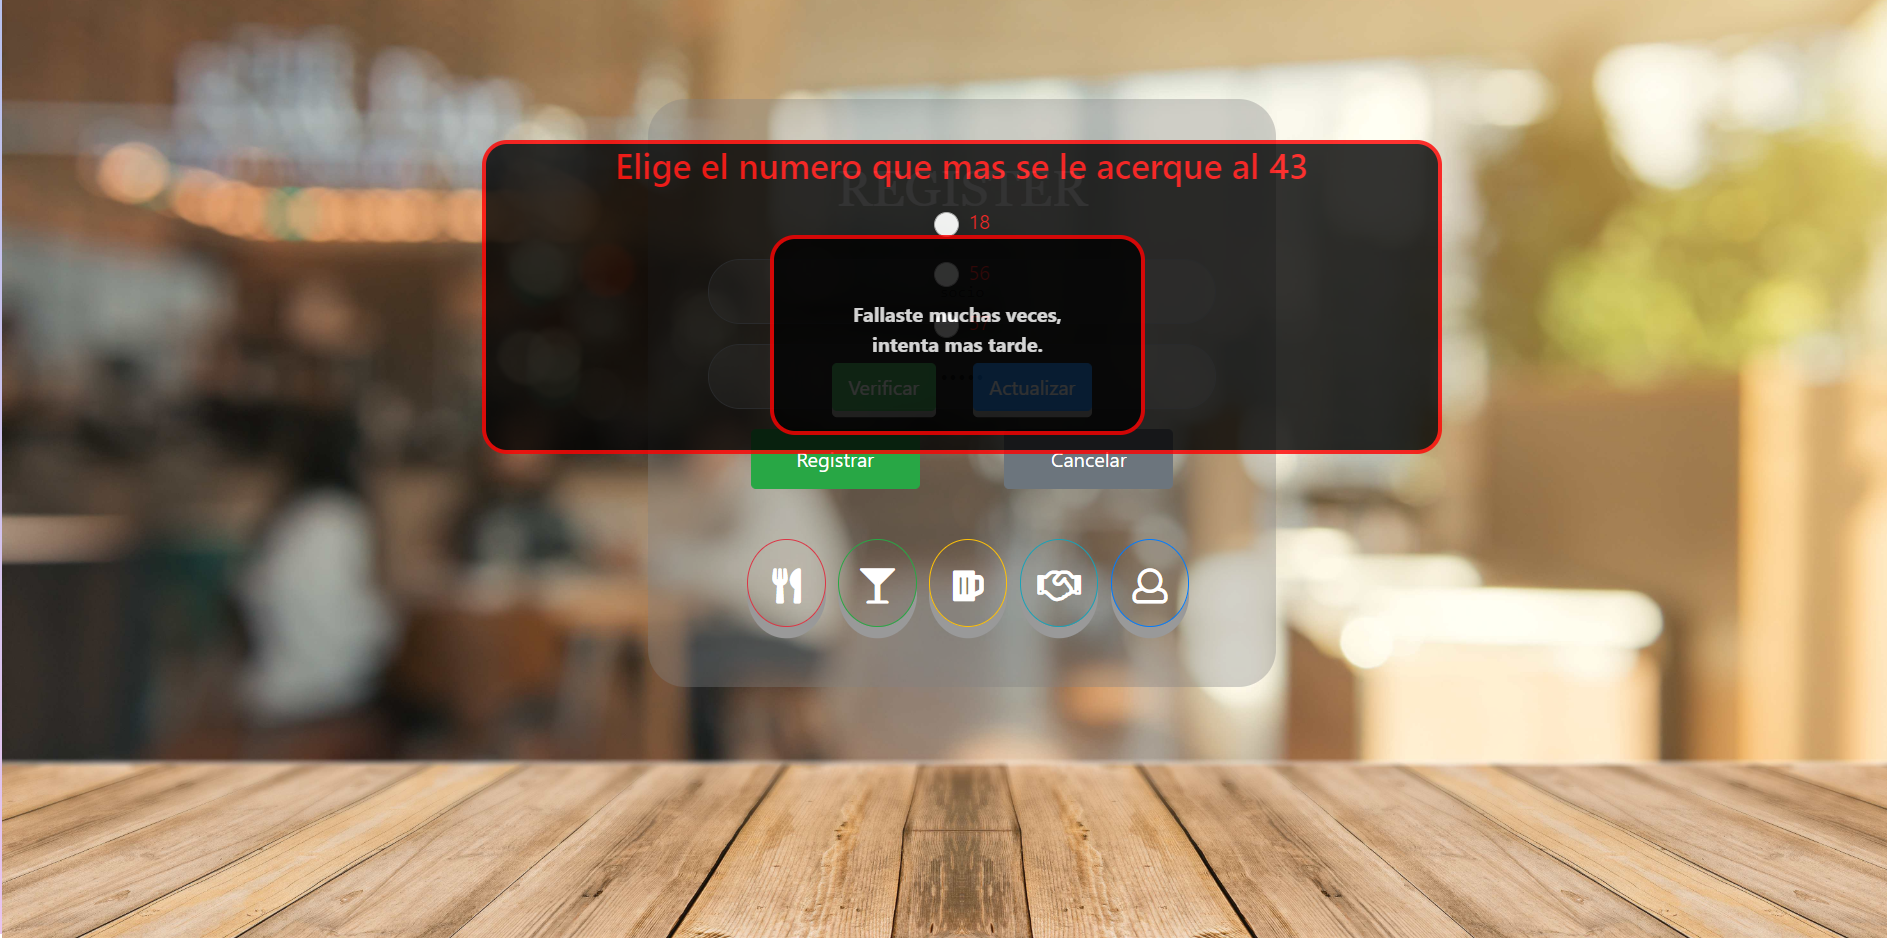 Elige el numero que mas se le acerque al 43
REGISTER
18
56
Fallaste muchas veces,
intenta mas tarde.
Verificar
Actualizar
Registrar
Cancelar